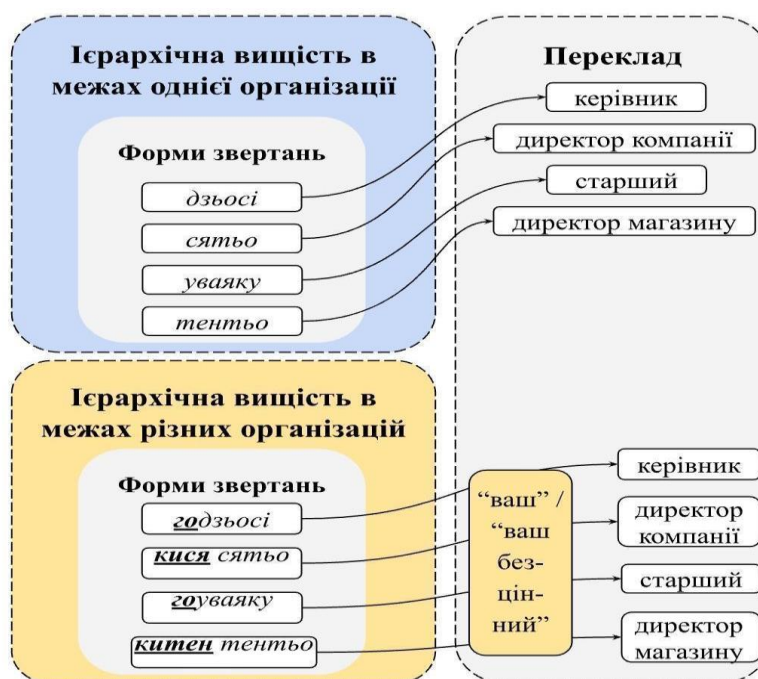 Ієрархічна вищість в
межах однієї організації
Форми звертань
дзьосі
сятьо
уваяку
тентьо
Переклад
керівник
директор компанії
старший
директор магазину
Ієрархічна вищість в
межах різних організацій
Форми звертань
годзьосі
кися сятьо
гоуваяку
китен тентьо
“ваш” /
“ваш
без-
цін-
ний”
керівник
директор
компанії
старший
директор
магазину